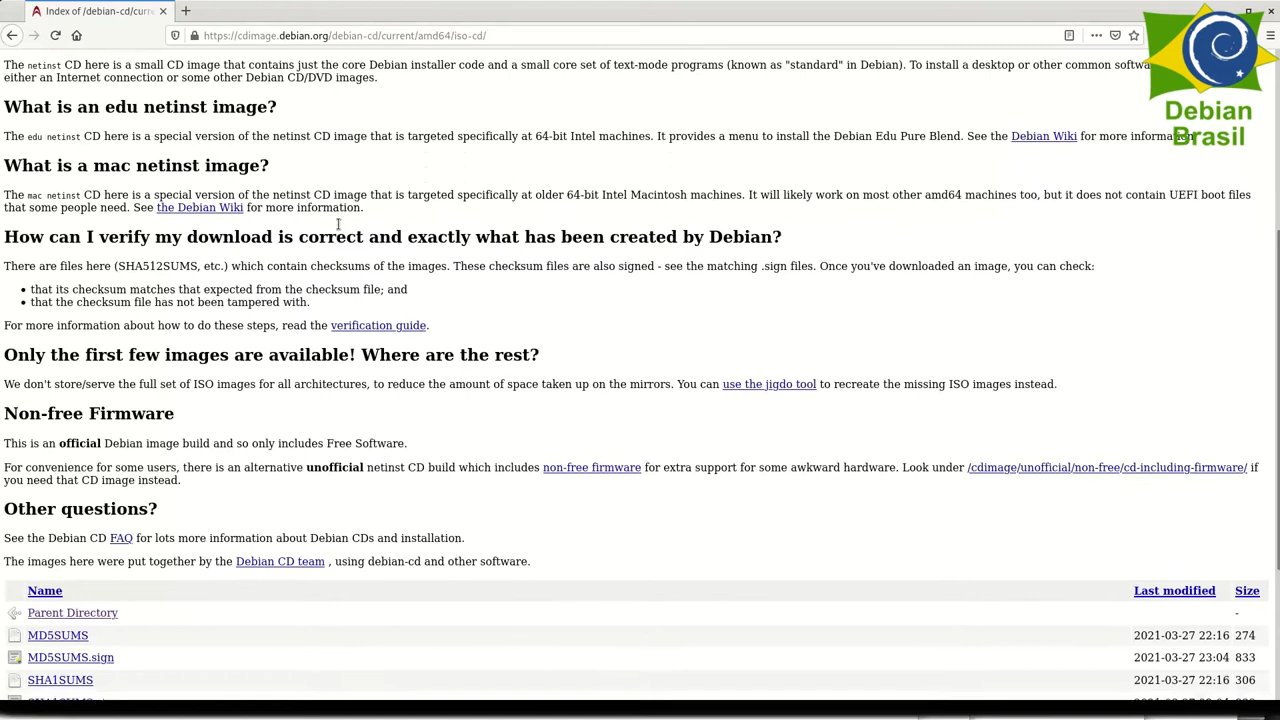 Index of /debian-cd/curre
https://cdimage.debian.org/debian-cd/current/amd64/iso-cd/
The netinst CD here is a small CD image that contains just the core Debian installer code and a small core set of text-mode programs (known as "standard" in Debian). To install a desktop or other common softwa
either an Internet connection or some other Debian CD/DVD images.
What is an edu netinst image?
The edu netinst CD here is a special version of the netinst CD image that is targeted specifically at 64-bit Intel machines. It provides a menu to install the Debian Edu Pure Blend. See the Debian Wiki for more information.
What is a mac netinst image?
The mac netinst CD here is a special version of the netinst CD image that is targeted specifically at older 64-bit Intel Macintosh machines. It will likely work on most other amd64 machines too, but it does not contain UEFI boot files
that some people need. See the Debian Wiki for more information.
How can I verify my download is correct and exactly what has been created by Debian?
There are files here (SHA512SUMS, etc.) which contain checksums of the images. These checksum files are also signed - see the matching .sign files. Once you've downloaded an image, you can check:
• that its checksum matches that expected from the checksum file; and
• that the checksum file has not been tampered with.
For more information about how to do these steps, read the verification guide.
Only the first few images are available! Where are the rest?
We don't store/serve the full set of ISO images for all architectures, to reduce the amount of space taken up on the mirrors. You can use the jigdo tool to recreate the missing ISO images instead.
Non-free Firmware
This is an official Debian image build and so only includes Free Software.
For convenience for some users, there is an alternative unofficial netinst CD build which includes non-free firmware for extra support for some awkward hardware. Look under /cdimage/unofficial/non-free/cd-including-firmware/ if
you need that CD image instead.
Other questions?
See the Debian CD FAQ for lots more information about Debian CDs and installation.
The images here were put together by the Debian CD team , using debian-cd and other software.
Name Last modified Size
Parent Directory -
MD5SUMS 2021-03-27 22:16 274
MD5SUMS.sign 2021-03-27 23:04 833
SHA1SUMS 2021-03-27 22:16 306
Debian
Brasil